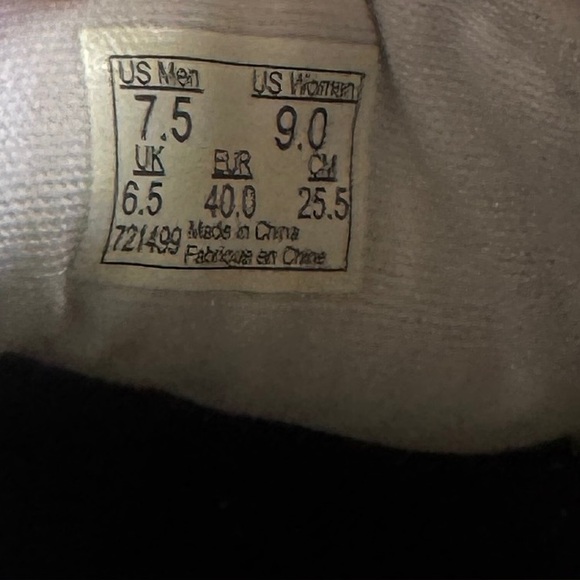 US Men US Women
7.5 9.0
UK EUR CM
6.5 40.0 25.5
721499 Made in China
Fabrique en Chine